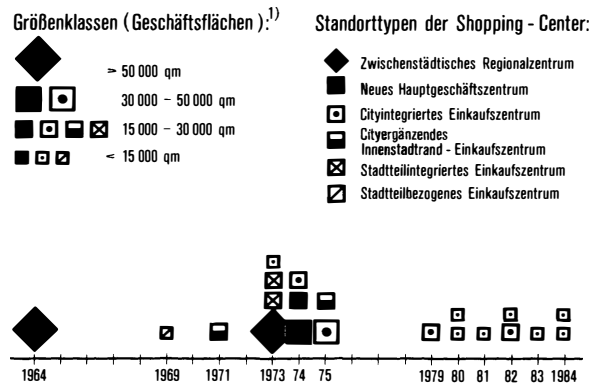 Größenklassen (Geschäftsflächen):1)
> 50 000 qm
30 000 – 50 000 qm
15 000 – 30 000 qm
< 15 000 qm
Standorttypen der Shopping - Center:
Zwischenstädtisches Regionalzentrum
Neues Hauptgeschäftszentrum
Cityintegriertes Einkaufszentrum
Cityergänzendes
Innenstadtrand - Einkaufszentrum
Stadtteilintegriertes Einkaufszentrum
Stadtteilbezogenes Einkaufszentrum
1964 1969 1971 1973 74 75 1979 80 81 82 83 1984